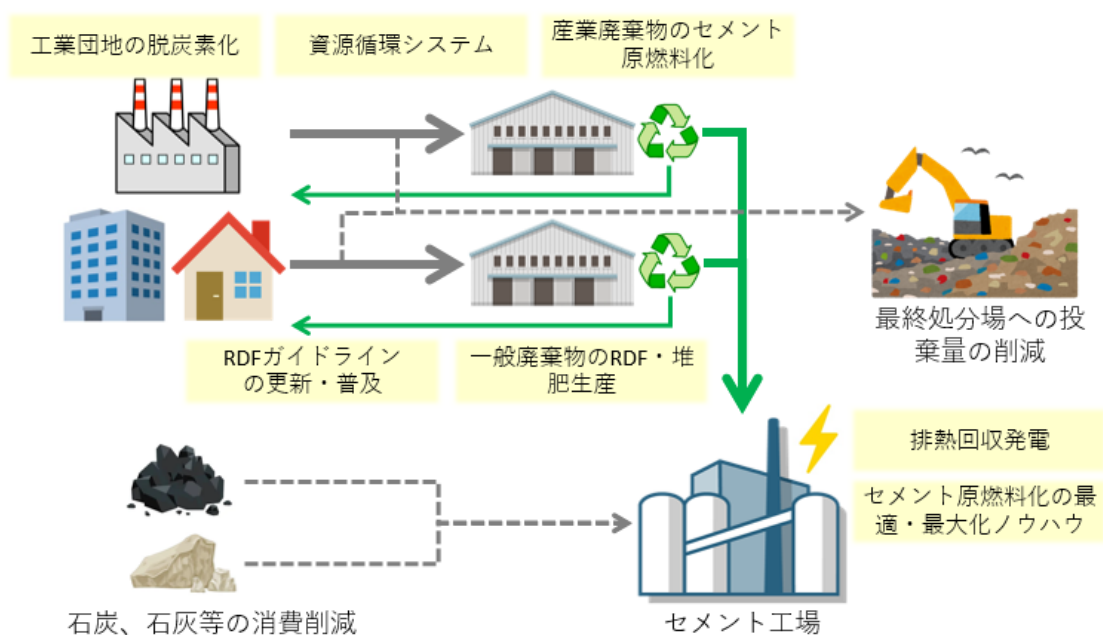 工業団地の脱炭素化
資源循環システム
産業廃棄物のセメント
原燃料化
最終処分場への投
棄量の削減
RDFガイドライン
の更新・普及
一般廃棄物のRDF・堆
肥生産
排熱回収発電
セメント原燃料化の最
適・最大化ノウハウ
石炭、石灰等の消費削減
セメント工場